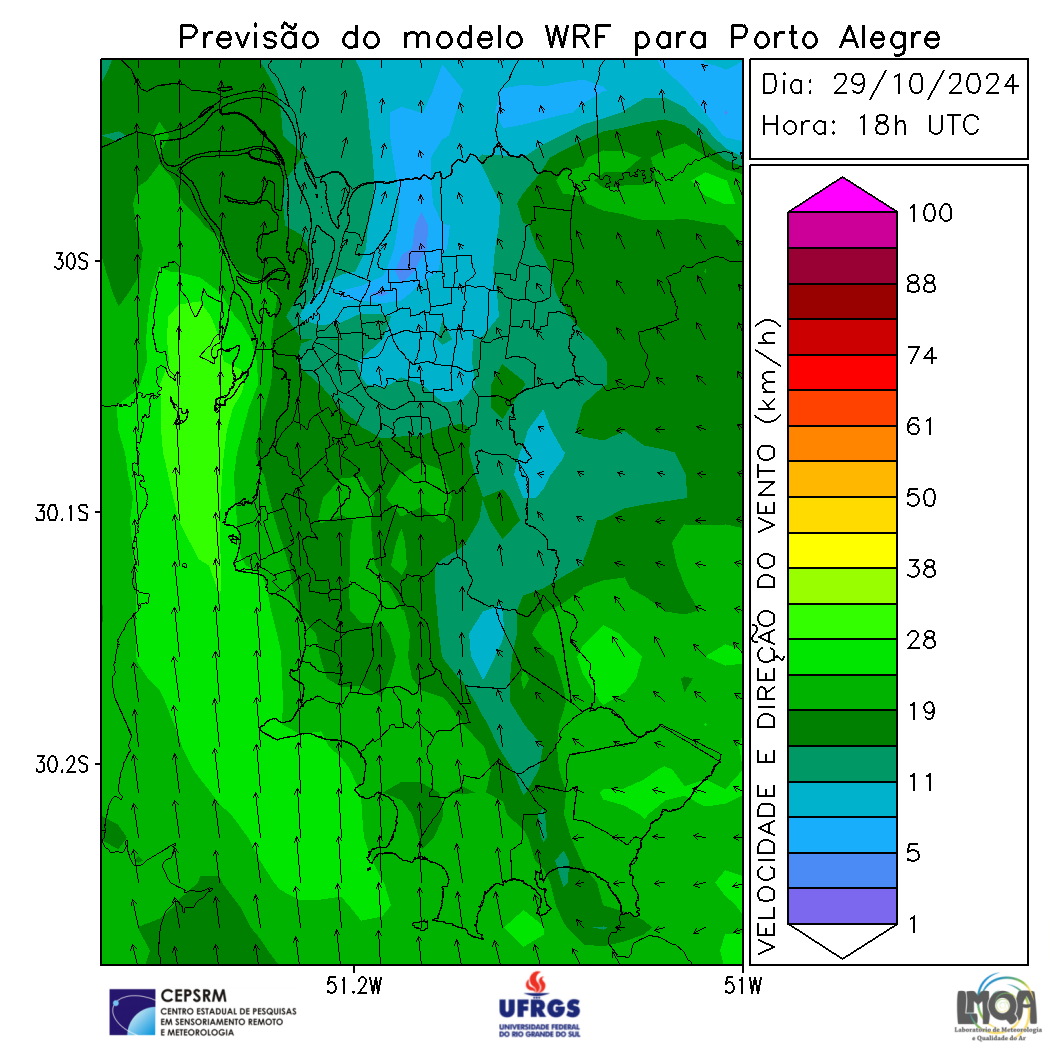 Previsão do modelo WRF para Porto Alegre
Dia: 29/10/2024
Hora: 18h UTC
30S
30.1S
30.2S
51.2W
51W
VELOCIDADE E DIREÇÃO DO VENTO (km/h)
100
88
74
61
50
38
28
19
11
5
1
CEPSRM
CENTRO ESTADUAL DE PESQUISAS
EM SENSORIAMENTO REMOTO
E METEOROLOGIA
UFRGS
UNIVERSIDADE FEDERAL
DO RIO GRANDE DO SUL
LMQA
Laboratório de Meteorologia
e Qualidade do Ar